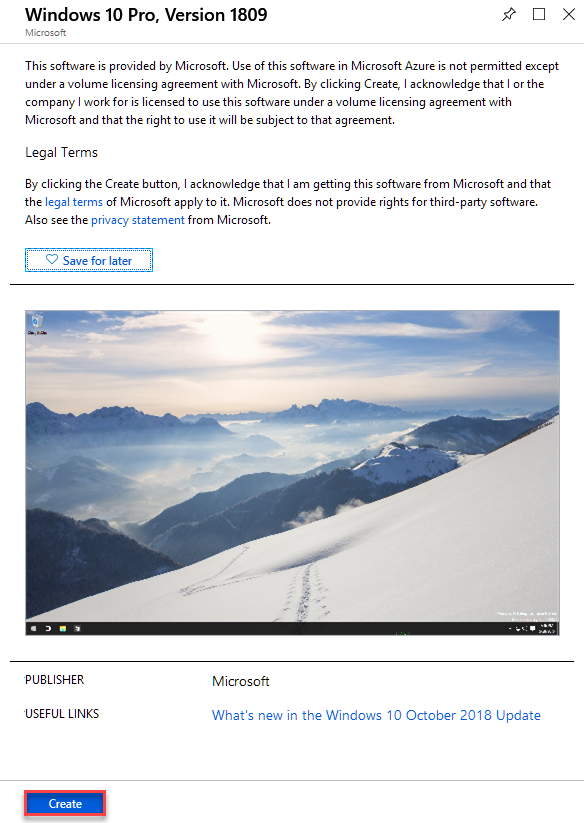 Windows 10 Pro, Version 1809
Microsoft
This software is provided by Microsoft. Use of this software in Microsoft Azure is not permitted except
under a volume licensing agreement with Microsoft. By clicking Create, I acknowledge that I or the
company I work for is licensed to use this software under a volume licensing agreement with
Microsoft and that the right to use it will be subject to that agreement.
Legal Terms
By clicking the Create button, I acknowledge that I am getting this software from Microsoft and that
the legal terms of Microsoft apply to it. Microsoft does not provide rights for third-party software.
Also see the privacy statement from Microsoft.
Save for later
PUBLISHER
Microsoft
USEFUL LINKS
What's new in the Windows 10 October 2018 Update
Create